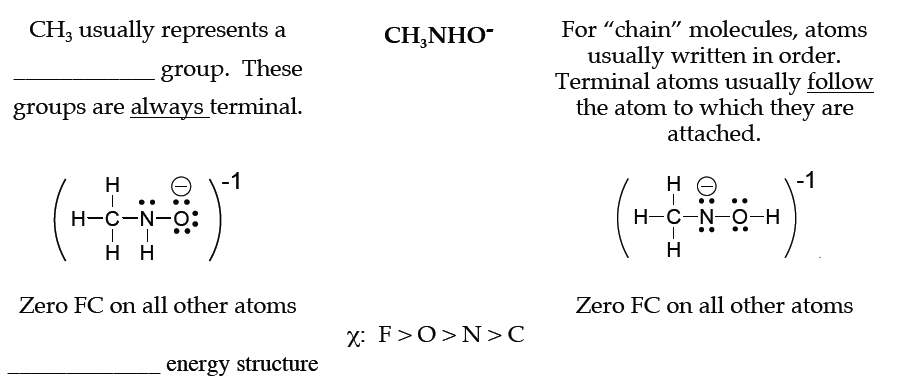 CH₃ usually represents a
____________ group. These
groups are always terminal.
CH₃NHO⁻
For “chain” molecules, atoms
usually written in order.
Terminal atoms usually follow
the atom to which they are
attached.
H ⊖ -1
H–C–N–O:
H H
H ⊖ -1
H–C–N–O–H
H
Zero FC on all other atoms
Zero FC on all other atoms
χ: F > O > N > C
_____________ energy structure